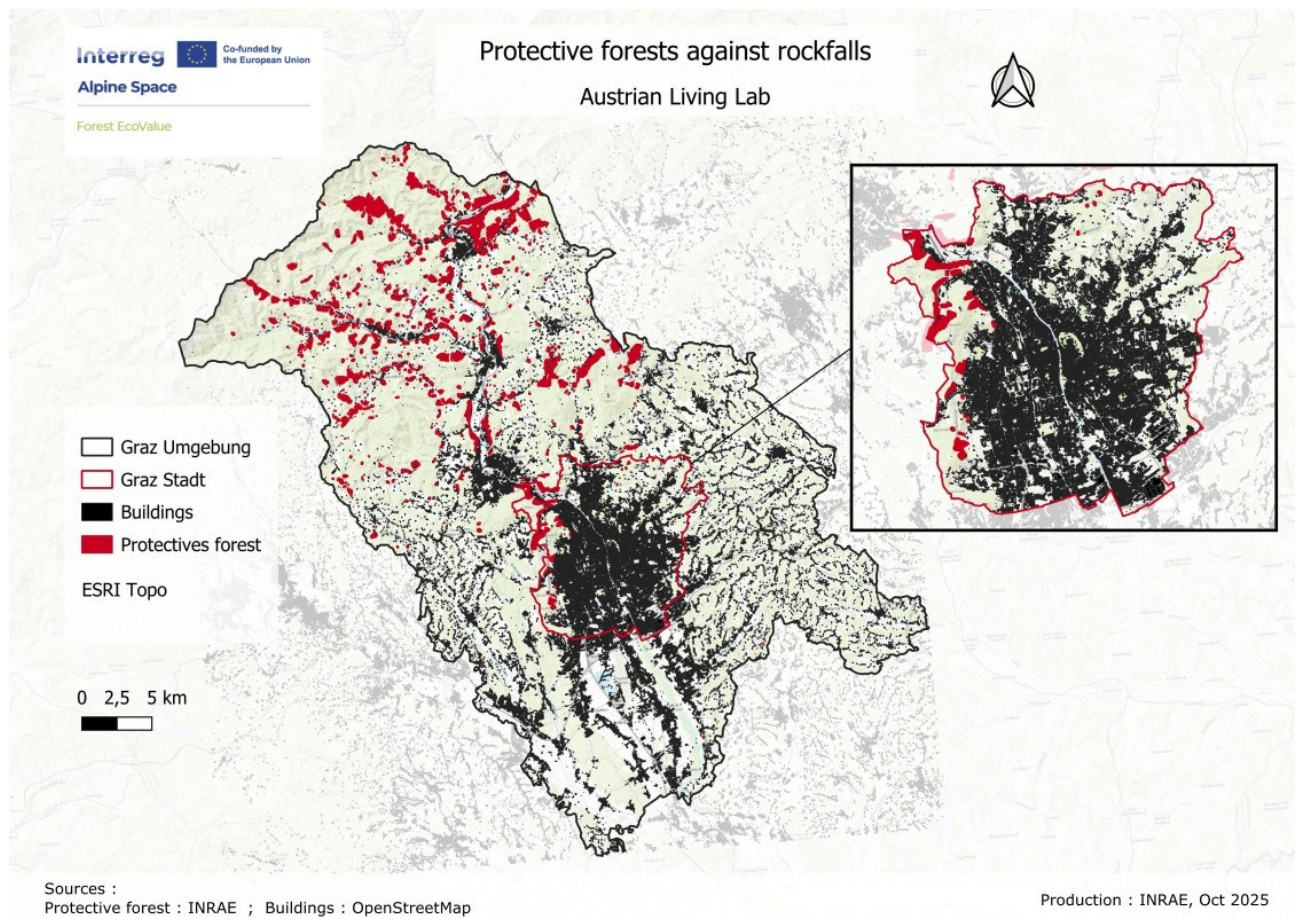 Interreg
Co-funded by
the European Union
Alpine Space
Forest EcoValue
Protective forests against rockfalls
Austrian Living Lab
Graz Umgebung
Graz Stadt
Buildings
Protectives forest
ESRI Topo
0 2,5 5 km
Sources :
Protective forest : INRAE ; Buildings : OpenStreetMap
Production : INRAE, Oct 2025